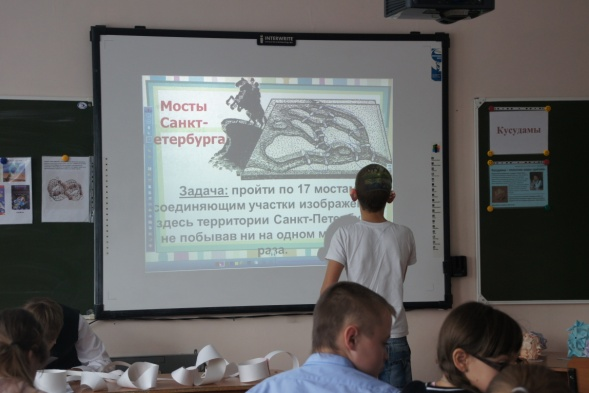 INTERWRITE
Мосты
Санкт-
етербурга
Задача: пройти по 17 мостам
соединяющим участки изображе
здесь территории Санкт-Пете
не побывав ни на одном м
раза.
Кусудамы